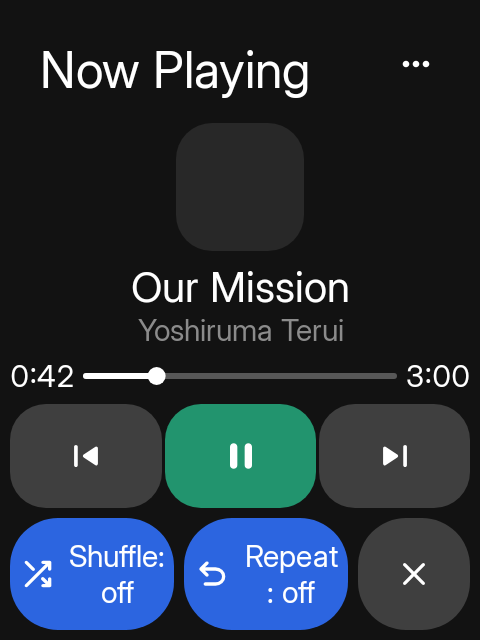 Now Playing
Our Mission
Yoshiruma Terui
0:42 3:00
Shuffle:
off
Repeat
: off